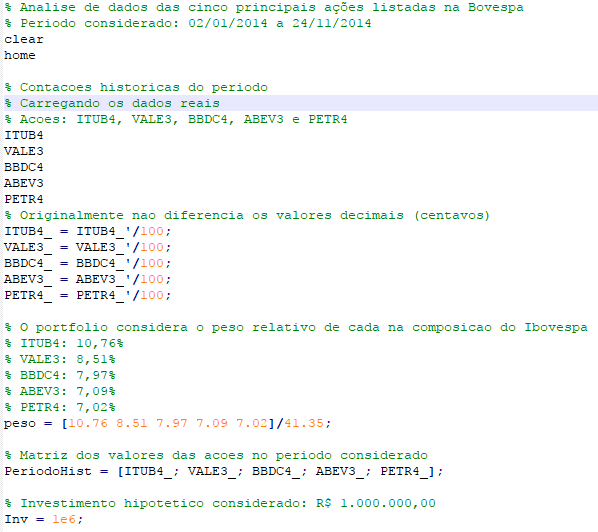 % Analise de dados das cinco principais ações listadas na Bovespa
% Periodo considerado: 02/01/2014 a 24/11/2014
clear
home
% Contacoes historicas do periodo
% Carregando os dados reais
% Acoes: ITUB4, VALE3, BBDC4, ABEV3 e PETR4
ITUB4
VALE3
BBDC4
ABEV3
PETR4
% Originalmente nao diferencia os valores decimais (centavos)
ITUB4_ = ITUB4_'/100;
VALE3_ = VALE3_'/100;
BBDC4_ = BBDC4_'/100;
ABEV3_ = ABEV3_'/100;
PETR4_ = PETR4_'/100;
% O portfolio considera o peso relativo de cada na composicao do Ibovespa
% ITUB4: 10,76%
% VALE3: 8,51%
% BBDC4: 7,97%
% ABEV3: 7,09%
% PETR4: 7,02%
peso = [10.76 8.51 7.97 7.09 7.02]/41.35;
% Matriz dos valores das acoes no periodo considerado
PeriodoHist = [ITUB4_; VALE3_; BBDC4_; ABEV3_; PETR4_];
% Investimento hipotetico considerado: R$ 1.000.000,00
Inv = 1e6;